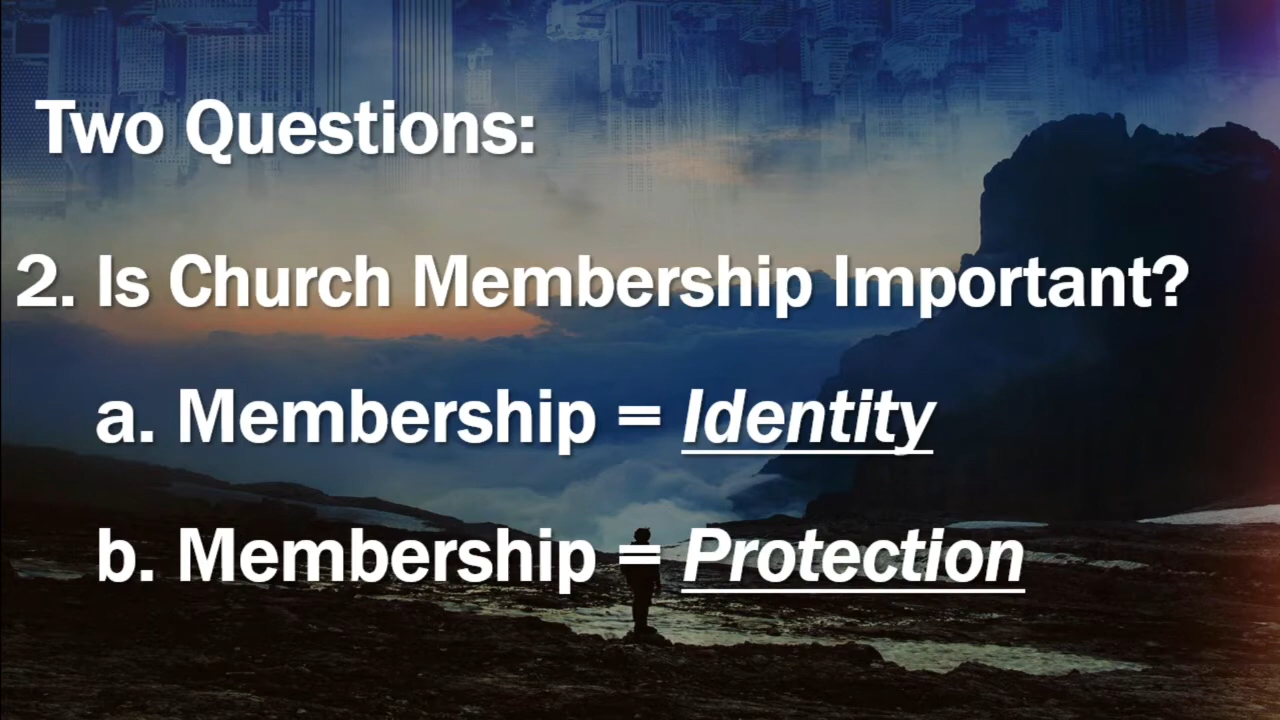 Two Questions:
2. Is Church Membership Important?
a. Membership = Identity
b. Membership = Protection